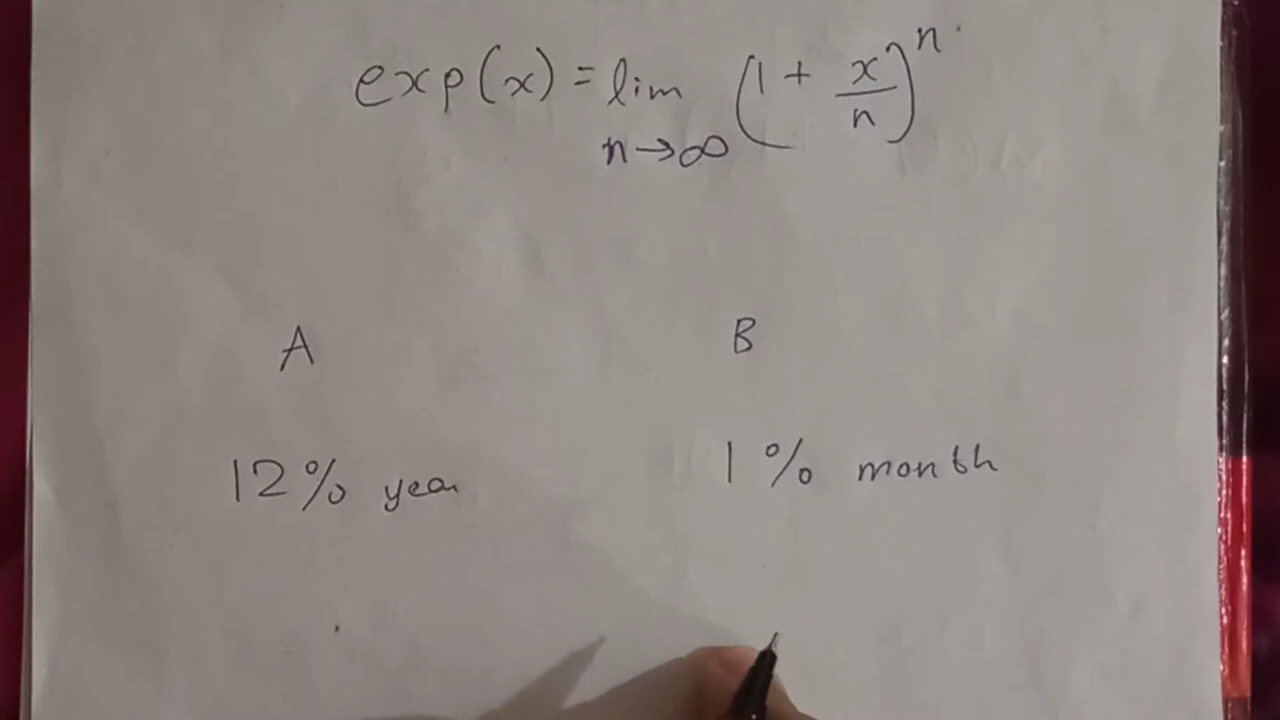 exp(x) = lim (1 + x/n)^n
n→∞
A
B
12% year
1% month